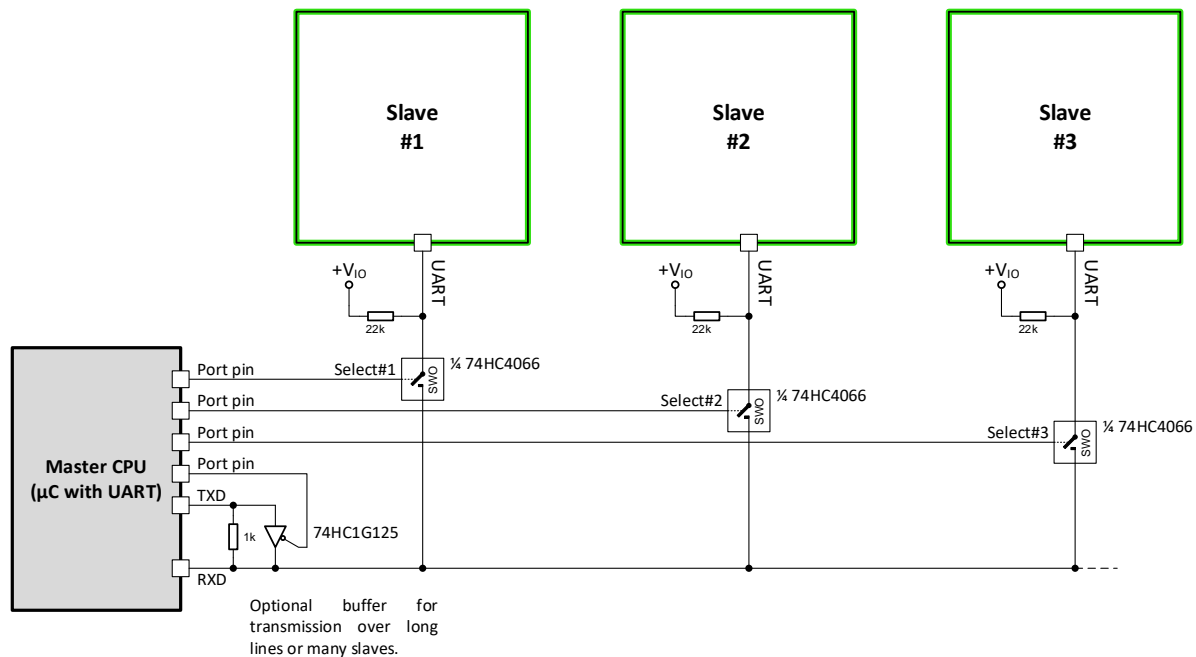 Slave
#1
Slave
#2
Slave
#3
UART
UART
UART
+VIO
+VIO
+VIO
22k
22k
22k
Port pin
Select#1
SWO
¼ 74HC4066
Port pin
Select#2
SWO
¼ 74HC4066
Port pin
Select#3
SWO
¼ 74HC4066
Port pin
Master CPU
(µC with UART)
TXD
1k
74HC1G125
RXD
Optional buffer for
transmission over long
lines or many slaves.